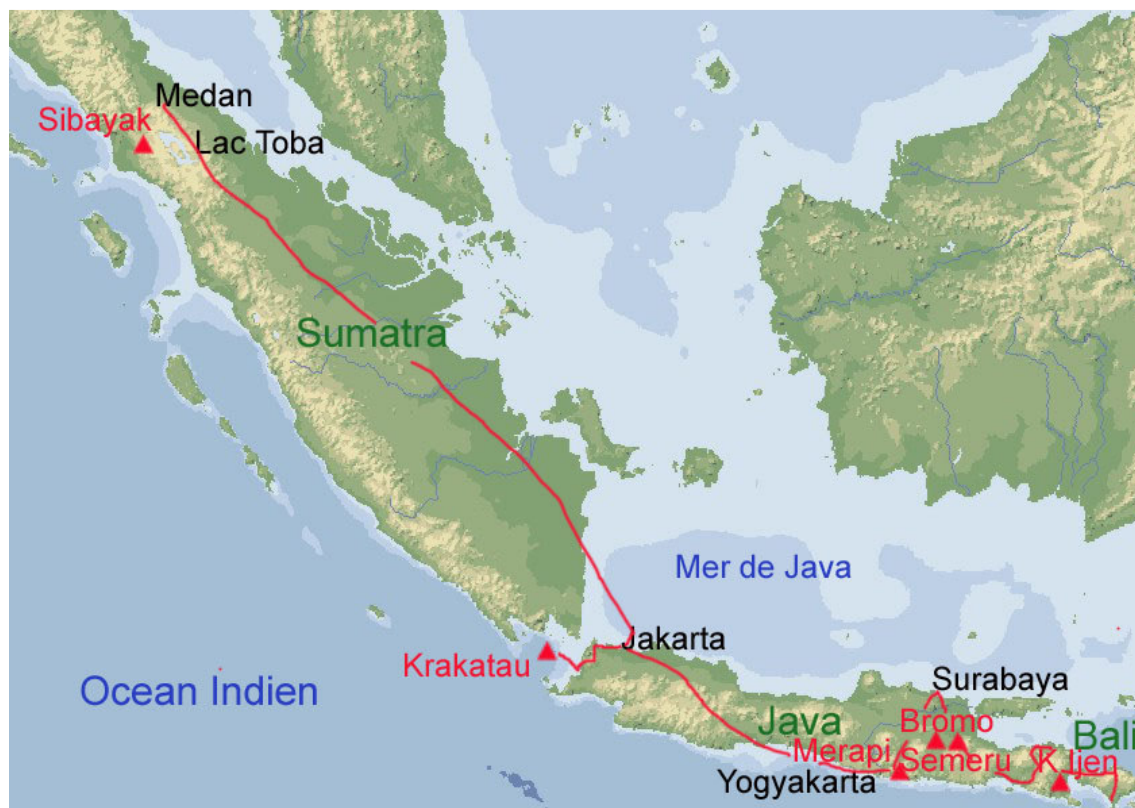 Medan
Sibayak
Lac Toba
Sumatra
Mer de Java
Jakarta
Krakatau
Ocean Indien
Surabaya
Java
Bromo
Bali
Merapi
Semeru
K Ijen
Yogyakarta